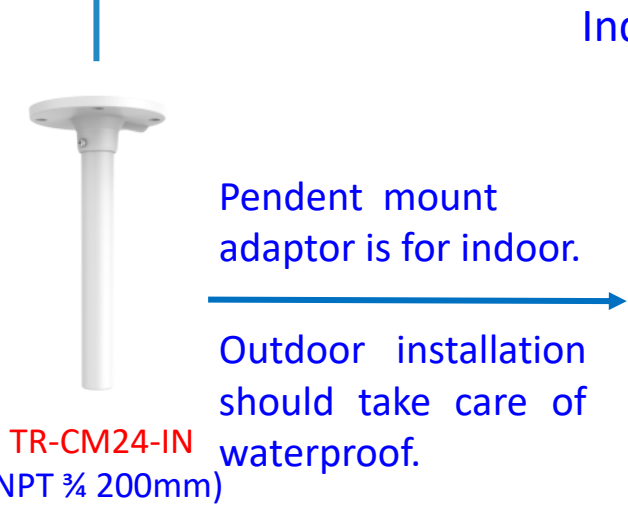 Pendent mount
adaptor is for indoor.
Outdoor installation
should take care of
waterproof.
TR-CM24-IN
NPT ¾ 200mm)